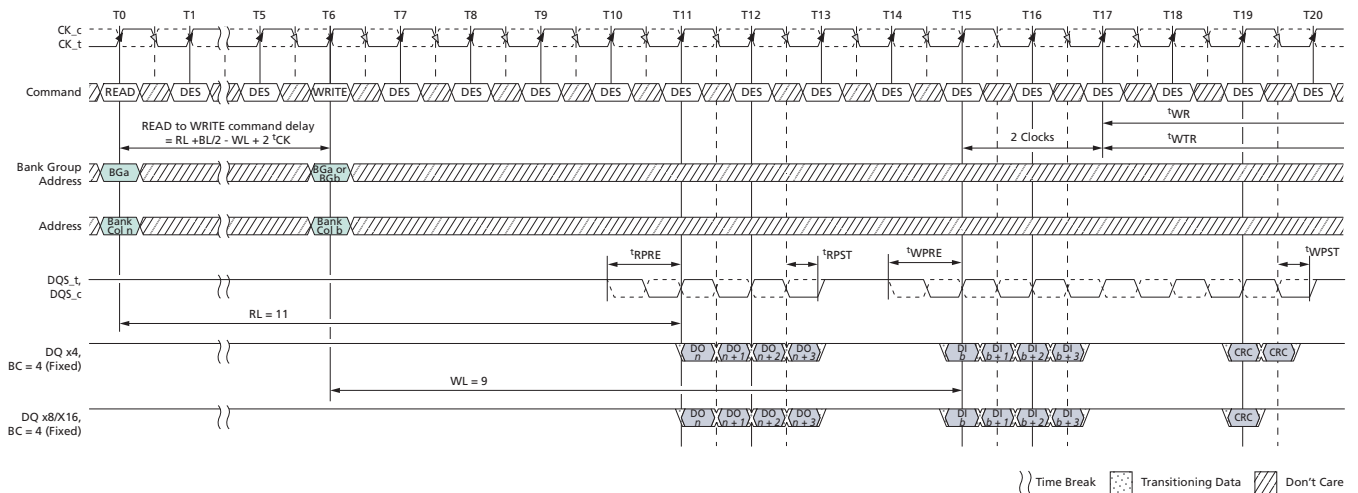 T0 T1 T5 T6 T7 T8 T9 T10 T11 T12 T13 T14 T15 T16 T17 T18 T19 T20
CK_c
CK_t
Command READ DES DES WRITE DES DES DES DES DES DES DES DES DES DES DES DES DES DES
READ to WRITE command delay
= RL +BL/2 - WL + 2 tCK
tWR
2 Clocks
tWTR
Bank Group
Address
BGa
BGa or
BGb
Address
Bank
Col n
Bank
Col b
tRPRE tRPST tWPRE tWPST
DQS_t,
DQS_c
RL = 11
DQ x4,
BC = 4 (Fixed)
DO DO DO DO DI DI DI DI CRC CRC
n n + 1 n + 2 n + 3 b b + 1 b + 2 b + 3
WL = 9
DQ x8/X16,
BC = 4 (Fixed)
DO DO DO DO DI DI DI DI CRC
n n + 1 n + 2 n + 3 b b + 1 b + 2 b + 3
Time Break Transitioning Data Don't Care